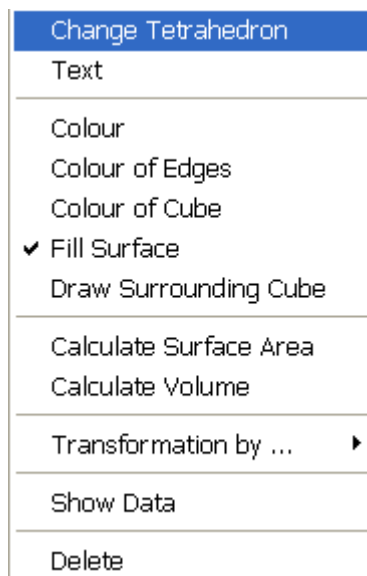 Change Tetrahedron
Text
Colour
Colour of Edges
Colour of Cube
Fill Surface
Draw Surrounding Cube
Calculate Surface Area
Calculate Volume
Transformation by ...
Show Data
Delete